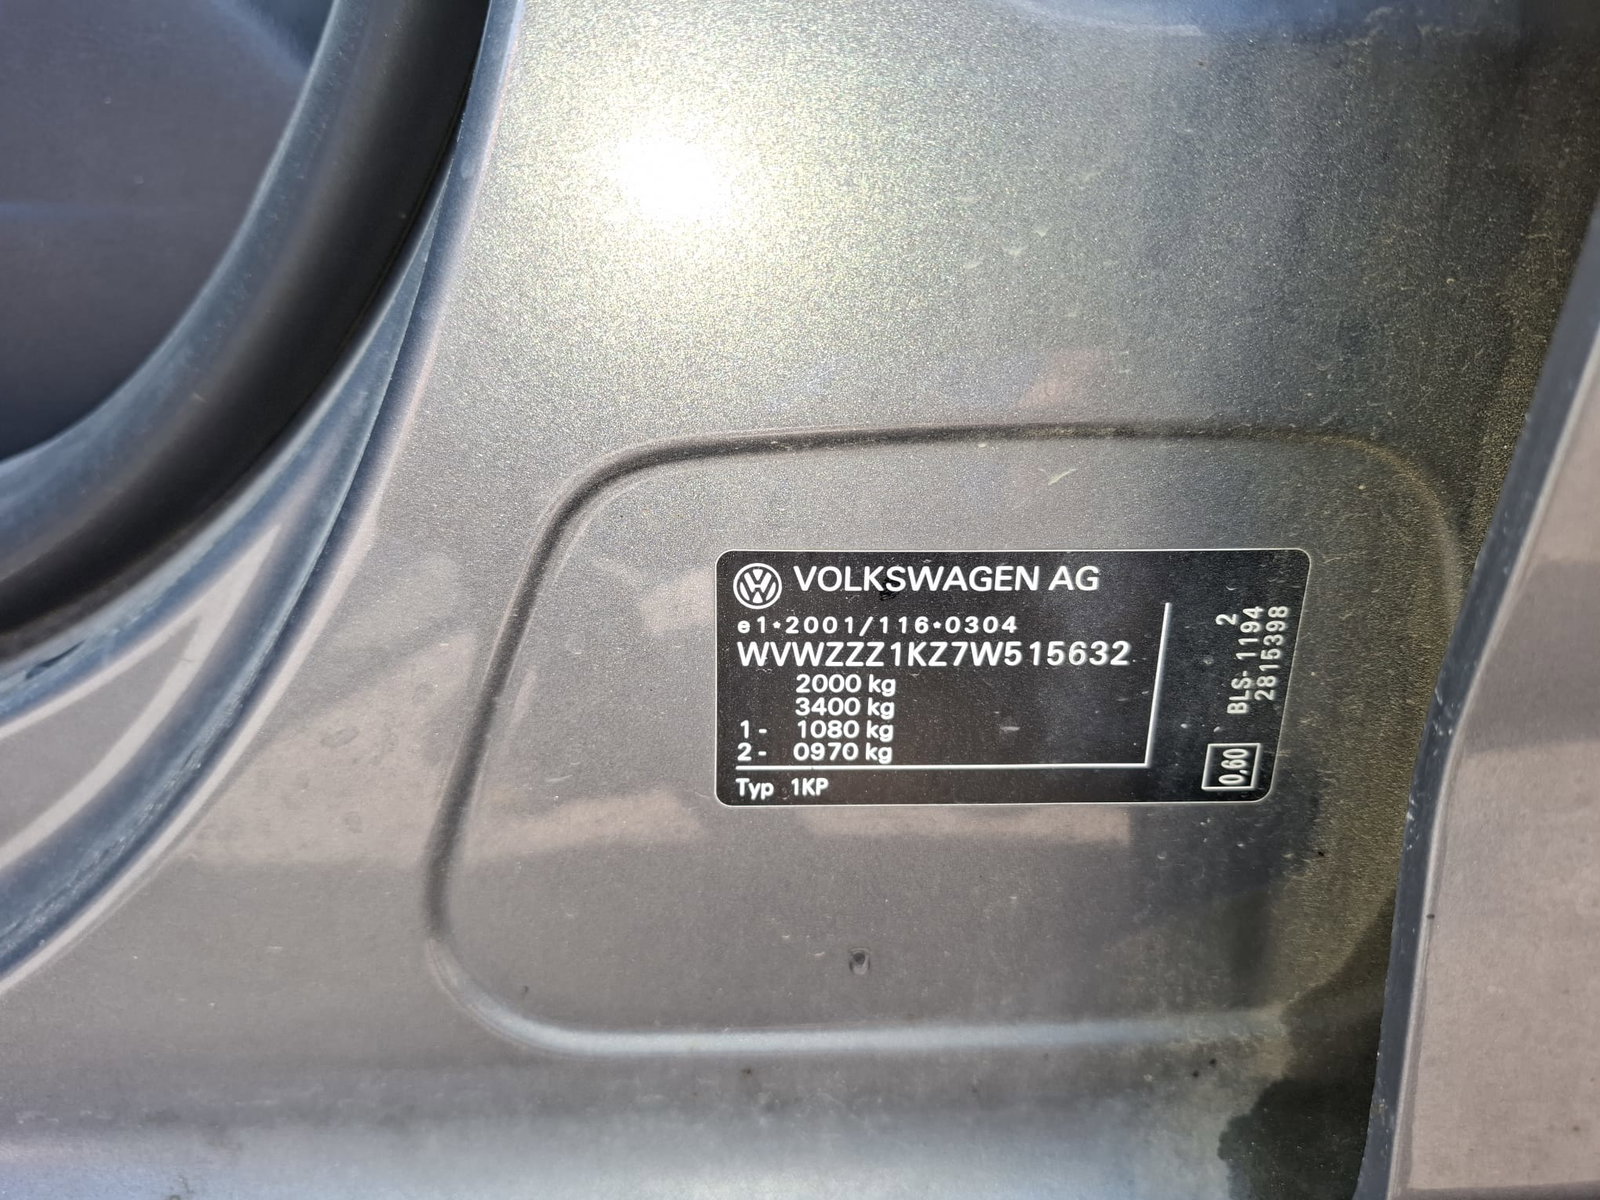 VOLKSWAGEN AG
e1*2001/116*0304
WVWZZZ1KZ7W515632
2000 kg
3400 kg
1- 1080 kg
2- 0970 kg
Typ 1KP
2
BLS-1194
2815398
0,60